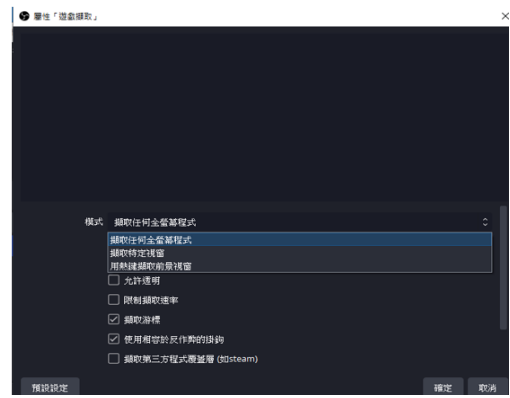 屬性「遊戲擷取」
模式 擷取任何全螢幕程式
擷取任何全螢幕程式
擷取特定視窗
用熱鍵擷取前景視窗
允許透明
限制擷取速率
擷取游標
使用相容於反作弊的掛鉤
擷取第三方程式覆蓋層 (如steam)
預設設定 確定 取消